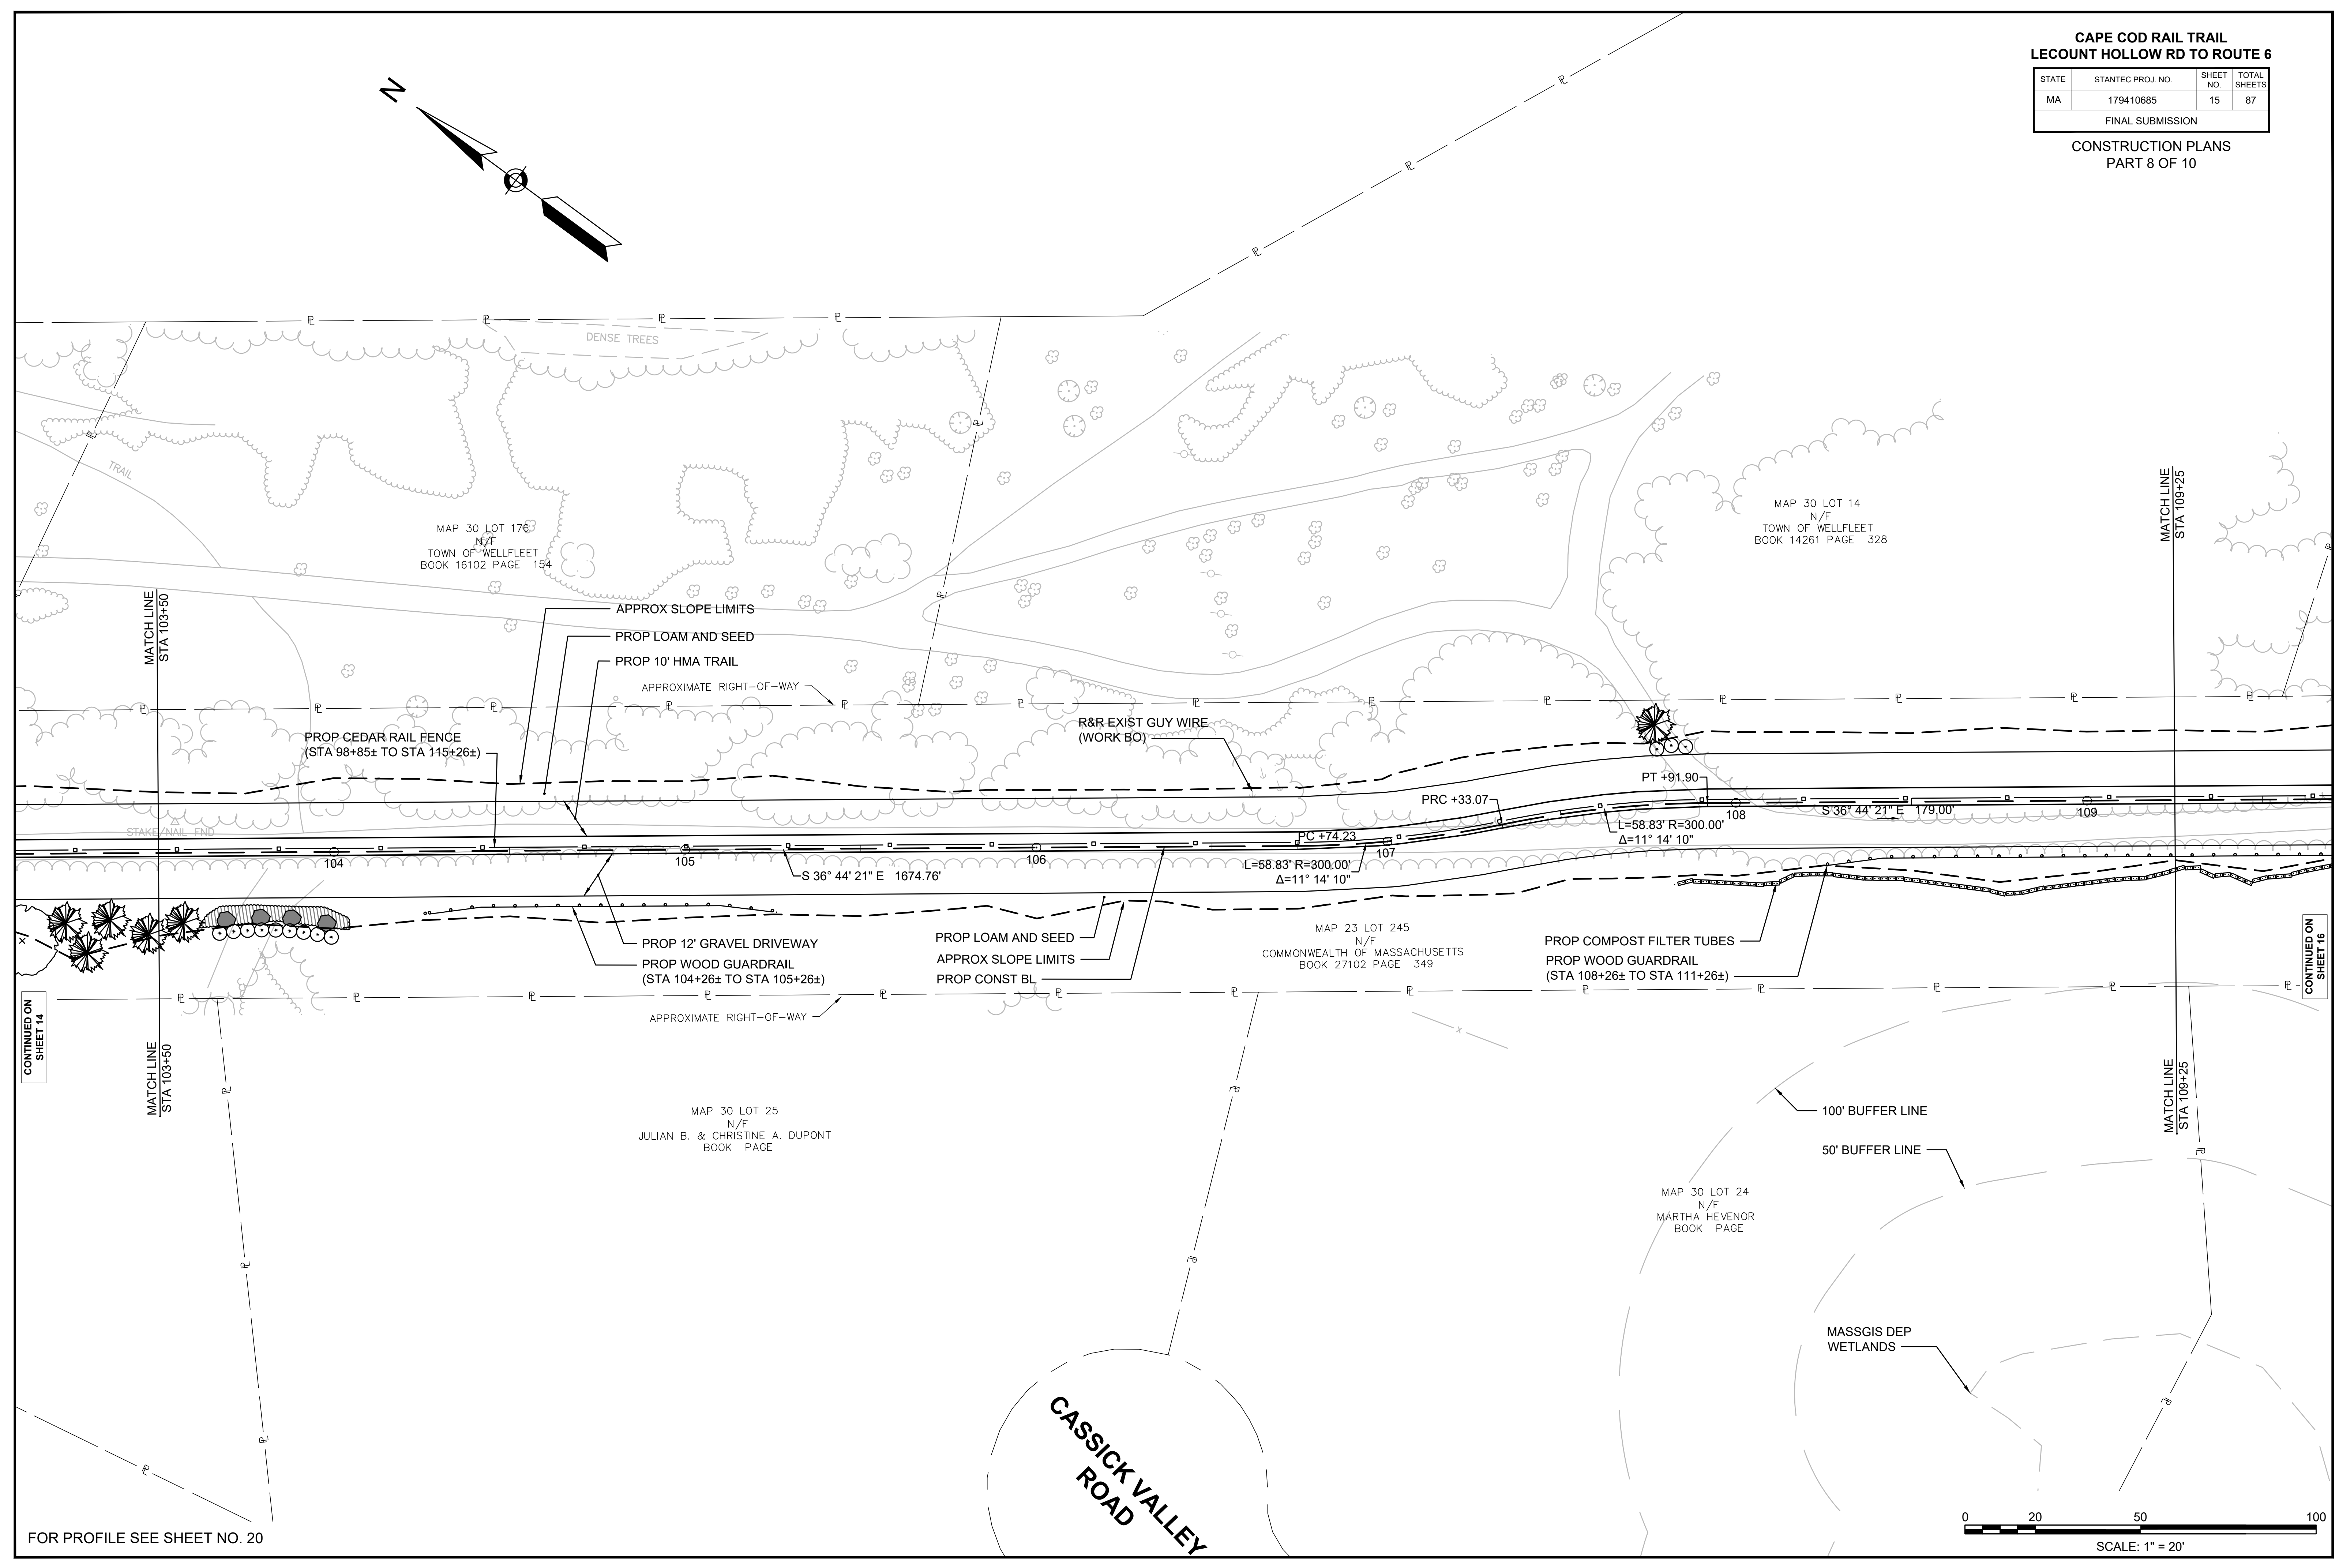 CAPE COD RAIL TRAIL
LECOUNT HOLLOW RD TO ROUTE 6
STATE
STANTEC PROJ. NO.
SHEET
NO.
TOTAL
SHEETS
MA
179410685
15
87
FINAL SUBMISSION
CONSTRUCTION PLANS
PART 8 OF 10
N
DENSE TREES
TRAIL
MAP 30 LOT 176
N/F
TOWN OF WELLFLEET
BOOK 16102 PAGE 154
MAP 30 LOT 14
N/F
TOWN OF WELLFLEET
BOOK 14261 PAGE 328
MATCH LINE
STA 109+25
MATCH LINE
STA 103+50
APPROX SLOPE LIMITS
PROP LOAM AND SEED
PROP 10' HMA TRAIL
APPROXIMATE RIGHT-OF-WAY
R&R EXIST GUY WIRE
(WORK BO)
PROP CEDAR RAIL FENCE
(STA 98+85± TO STA 115+26±)
PT +91.90
PRC +33.07
PC +74.23
STAKE/NAIL FND
S 36° 44' 21" E 179.00'
L=58.83' R=300.00'
Δ=11° 14' 10"
104
105
106
107
108
109
S 36° 44' 21" E 1674.76'
L=58.83' R=300.00'
Δ=11° 14' 10"
PROP 12' GRAVEL DRIVEWAY
PROP WOOD GUARDRAIL
(STA 104+26± TO STA 105+26±)
PROP LOAM AND SEED
APPROX SLOPE LIMITS
PROP CONST BL
MAP 23 LOT 245
N/F
COMMONWEALTH OF MASSACHUSETTS
BOOK 27102 PAGE 349
PROP COMPOST FILTER TUBES
PROP WOOD GUARDRAIL
(STA 108+26± TO STA 111+26±)
CONTINUED ON
SHEET 16
CONTINUED ON
SHEET 14
APPROXIMATE RIGHT-OF-WAY
MATCH LINE
STA 103+50
MATCH LINE
STA 109+25
MAP 30 LOT 25
N/F
JULIAN B. & CHRISTINE A. DUPONT
BOOK PAGE
100' BUFFER LINE
50' BUFFER LINE
MAP 30 LOT 24
N/F
MARTHA HEVENOR
BOOK PAGE
MASSGIS DEP
WETLANDS
CASSICK VALLEY
ROAD
FOR PROFILE SEE SHEET NO. 20
0
20
50
100
SCALE: 1" = 20'